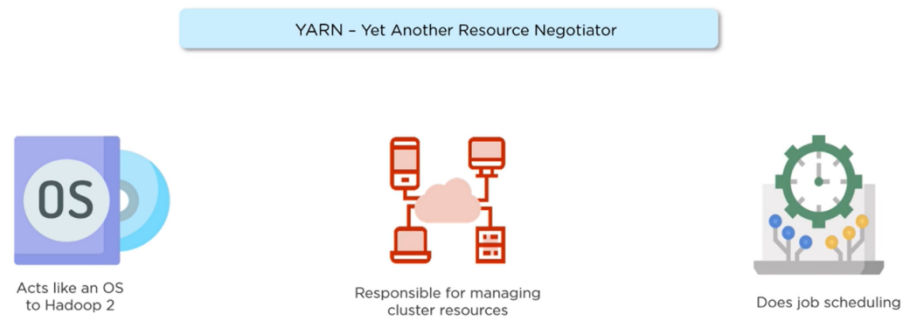 YARN – Yet Another Resource Negotiator
OS
Acts like an OS
to Hadoop 2
Responsible for managing
cluster resources
Does job scheduling